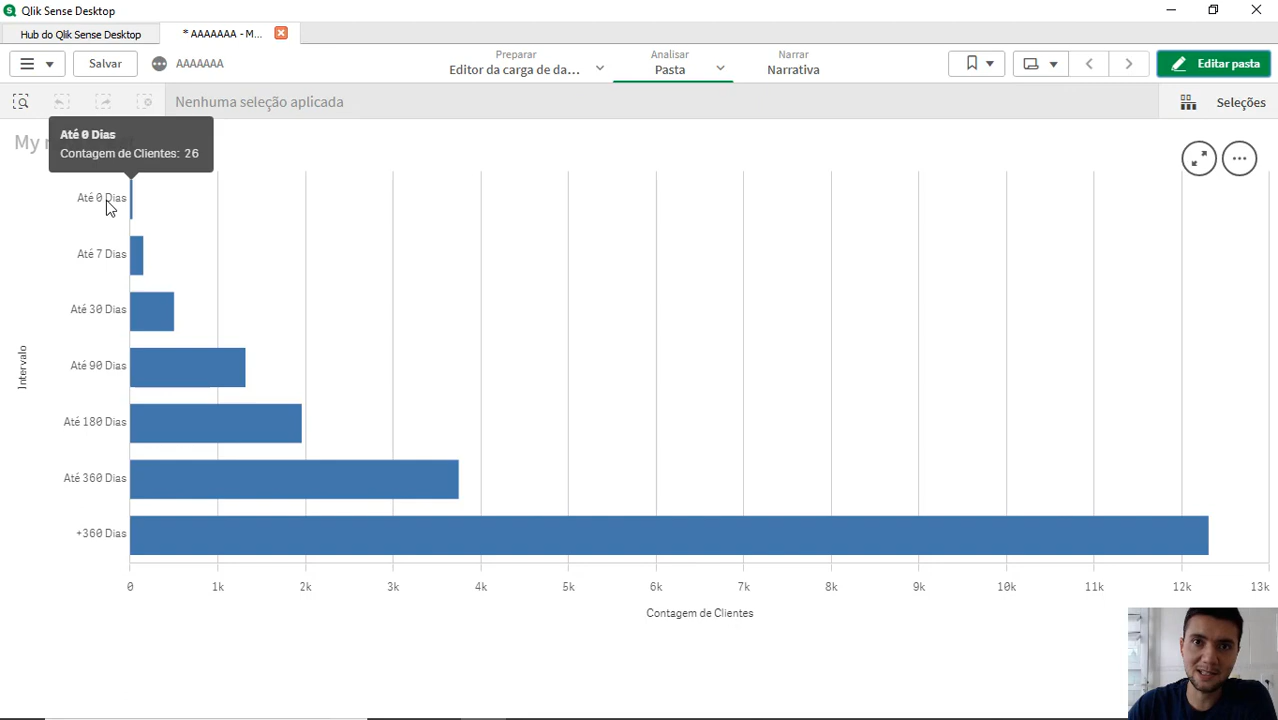 Qlik Sense Desktop
Hub do Qlik Sense Desktop
* AAAAAAA - M...
Salvar
AAAAAAA
Preparar
Editor da carga de da...
Analisar
Pasta
Narrar
Narrativa
Editar pasta
Nenhuma seleção aplicada
Seleções
My
Até 0 Dias
Contagem de Clientes: 26
Até 0 Dias
Até 7 Dias
Até 30 Dias
Até 90 Dias
Até 180 Dias
Até 360 Dias
+360 Dias
Intervalo
0 1k 2k 3k 4k 5k 6k 7k 8k 9k 10k 11k 12k 13k
Contagem de Clientes